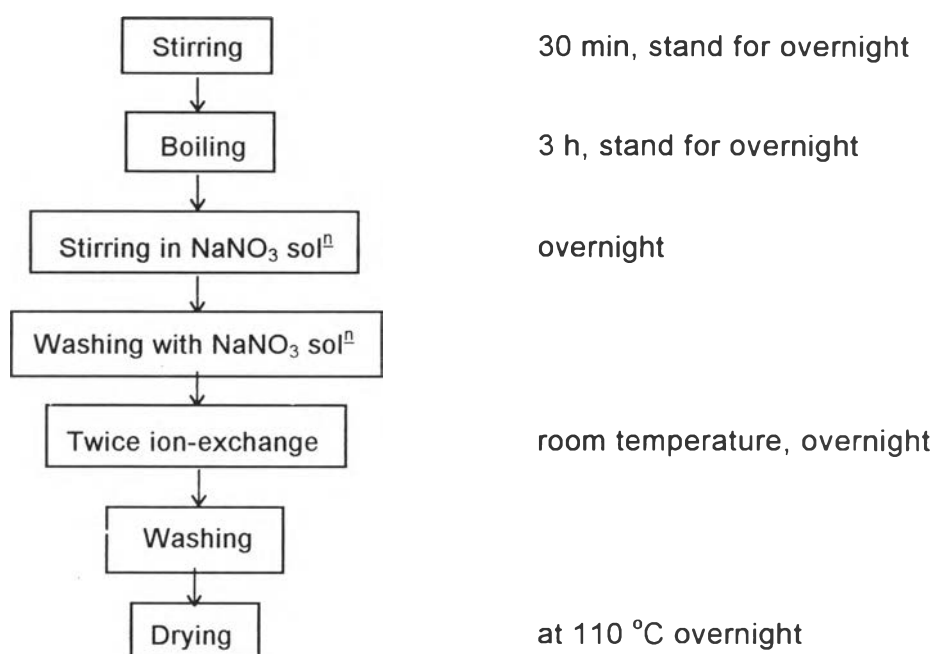 Stirring 30 min, stand for overnight
Boiling 3 h, stand for overnight
Stirring in NaNO₃ solⁿ overnight
Washing with NaNO₃ solⁿ
Twice ion-exchange room temperature, overnight
Washing
Drying at 110 °C overnight